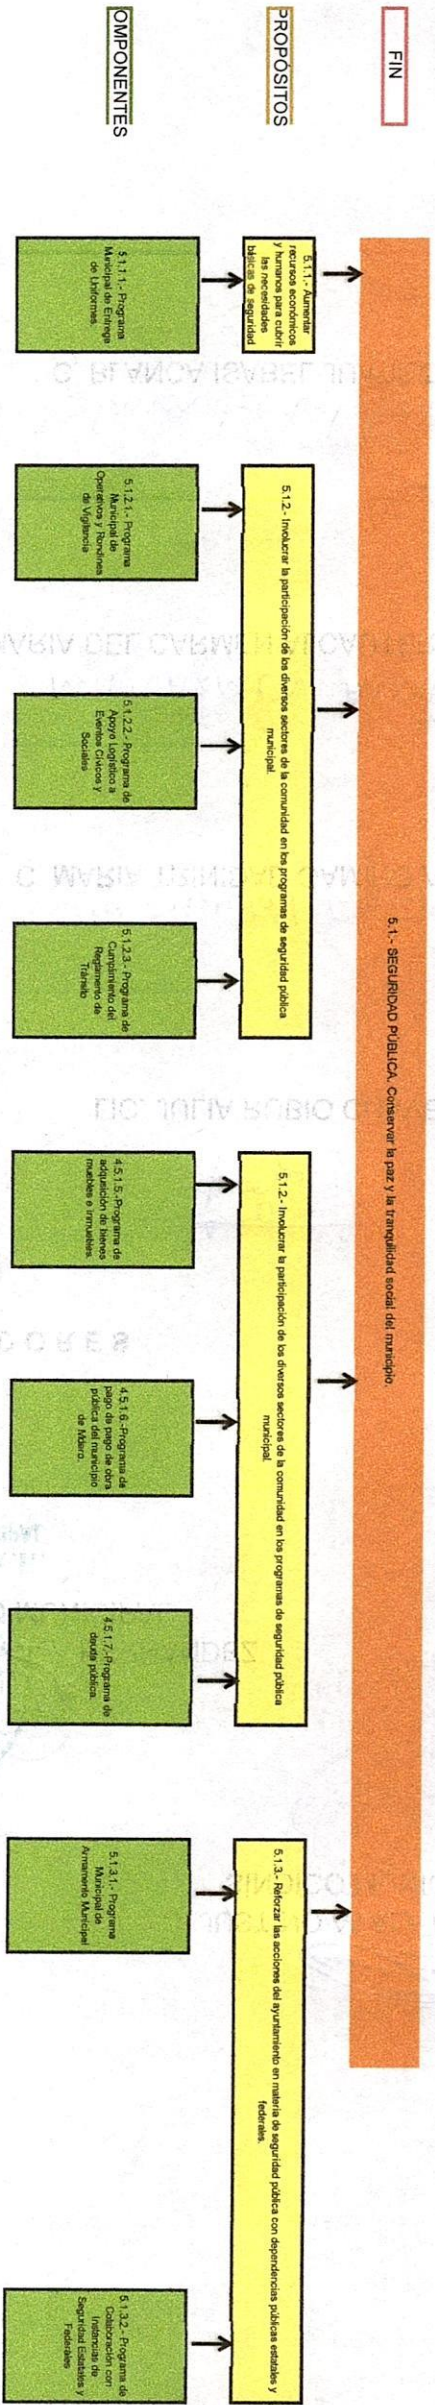 FIN
5.1.- SEGURIDAD PÚBLICA. Conservar la paz y la tranquilidad social del municipio.
PROPÓSITOS
5.1.1.- Aumentar
recursos económicos
y humanos para cubrir
las necesidades
básicas de seguridad
5.1.2.- Involucrar la participación de los diversos sectores de la comunidad en los programas de seguridad pública
municipal.
5.1.2.- Involucrar la participación de los diversos sectores de la comunidad en los programas de seguridad pública
municipal.
5.1.3.- Reforzar las acciones del ayuntamiento en materia de seguridad pública con dependencias públicas estatales y
federales.
OMPONENTES
5.1.1.1.- Programa
Municipal de Entrega
de Uniformes
5.1.2.1.- Programa
Municipal de
Operativos y Rondines
de Vigilancia
5.1.2.2.- Programa de
Apoyo Logístico a
Eventos Cívicos y
Sociales
5.1.2.3.- Programa de
Cumplimiento del
Reglamento de
Tránsito
4.5.1.5.-Programa de
adquisición de bienes
muebles e inmuebles.
4.5.1.6.-Programa de
pago de pago de obra
pública del municipio
de Mdero.
4.5.1.7.-Programa de
deuda pública.
5.1.3.1.- Programa
Municipal de
Armamento Municipal
5.1.3.2.- Programa de
Colaboración con
Instancias de
Seguridad Estatales y
Federales